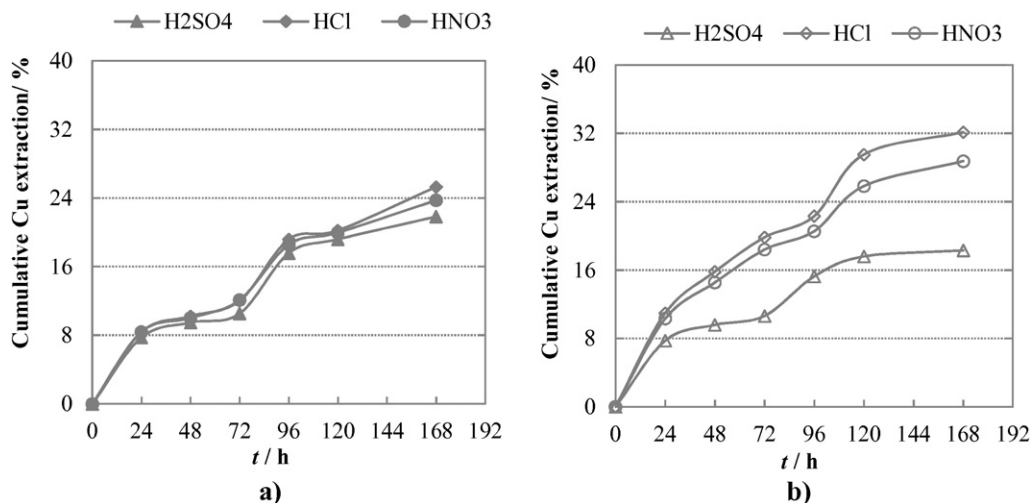 H2SO4 HCl HNO3
Cumulative Cu extraction/ %
40
32
24
16
8
0
0 24 48 72 96 120 144 168 192
t / h
a)
H2SO4 HCl HNO3
Cumulative Cu extraction/ %
40
32
24
16
8
0
0 24 48 72 96 120 144 168 192
t / h
b)